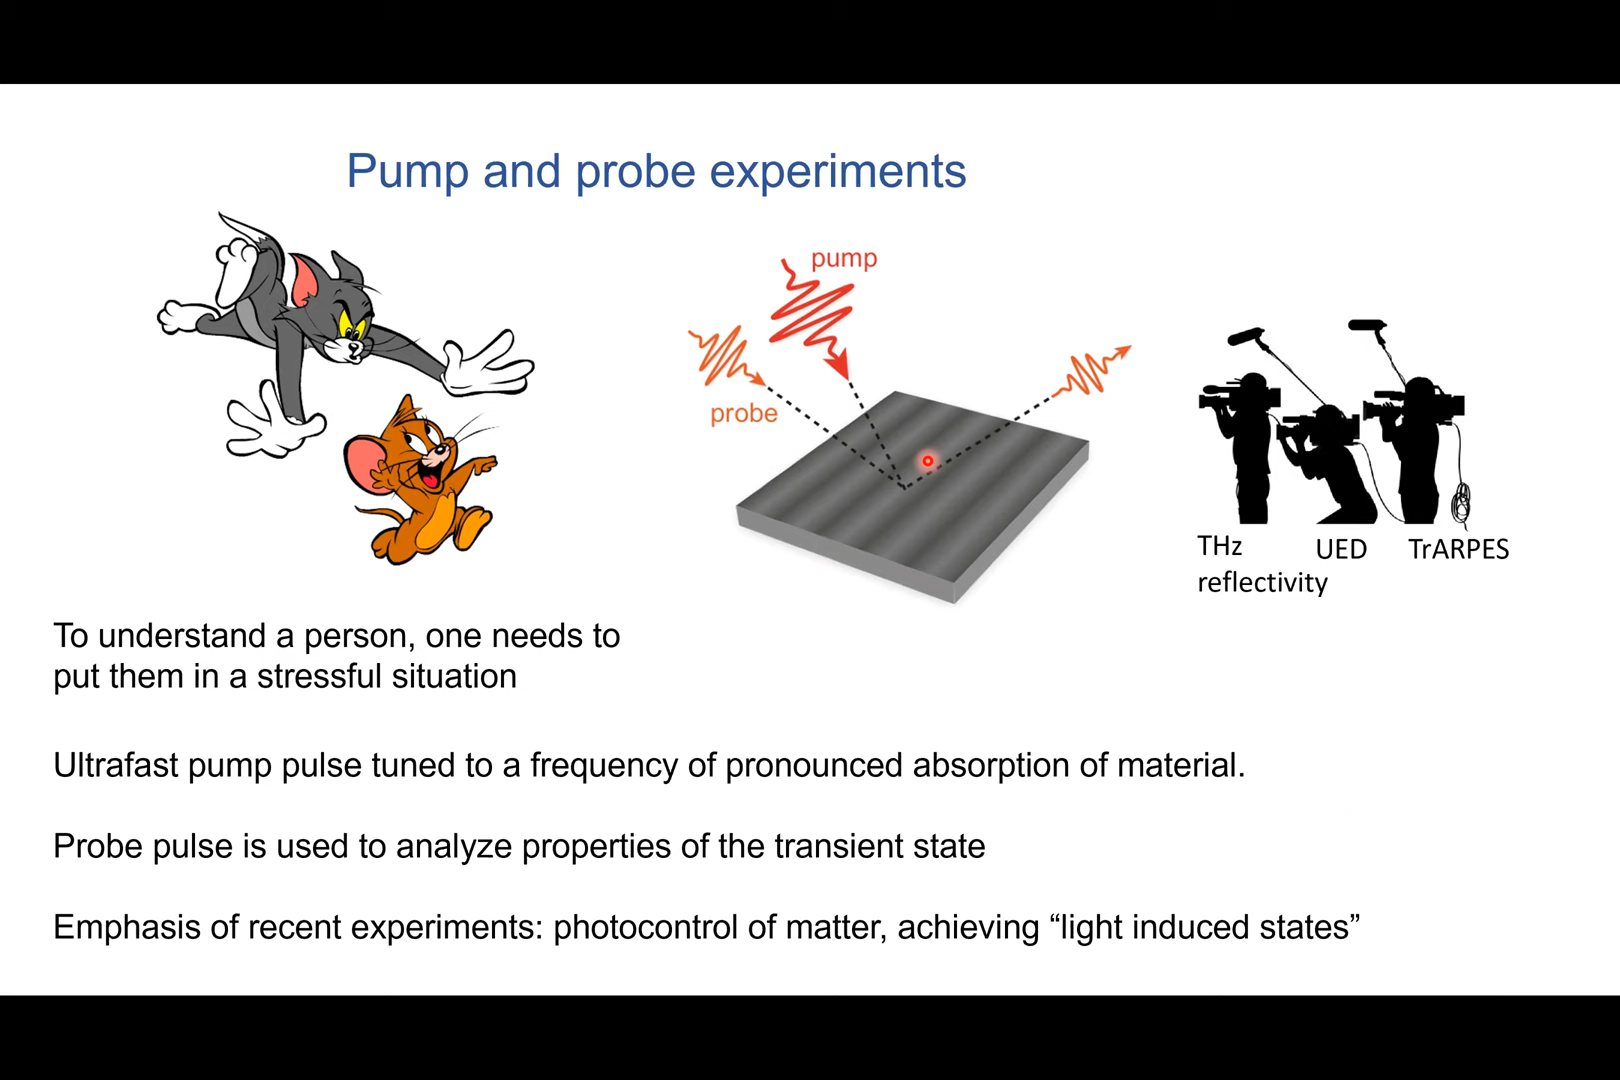 Pump and probe experiments
pump
probe
THz
reflectivity
UED
TrARPES
To understand a person, one needs to
put them in a stressful situation
Ultrafast pump pulse tuned to a frequency of pronounced absorption of material.
Probe pulse is used to analyze properties of the transient state
Emphasis of recent experiments: photocontrol of matter, achieving “light induced states”